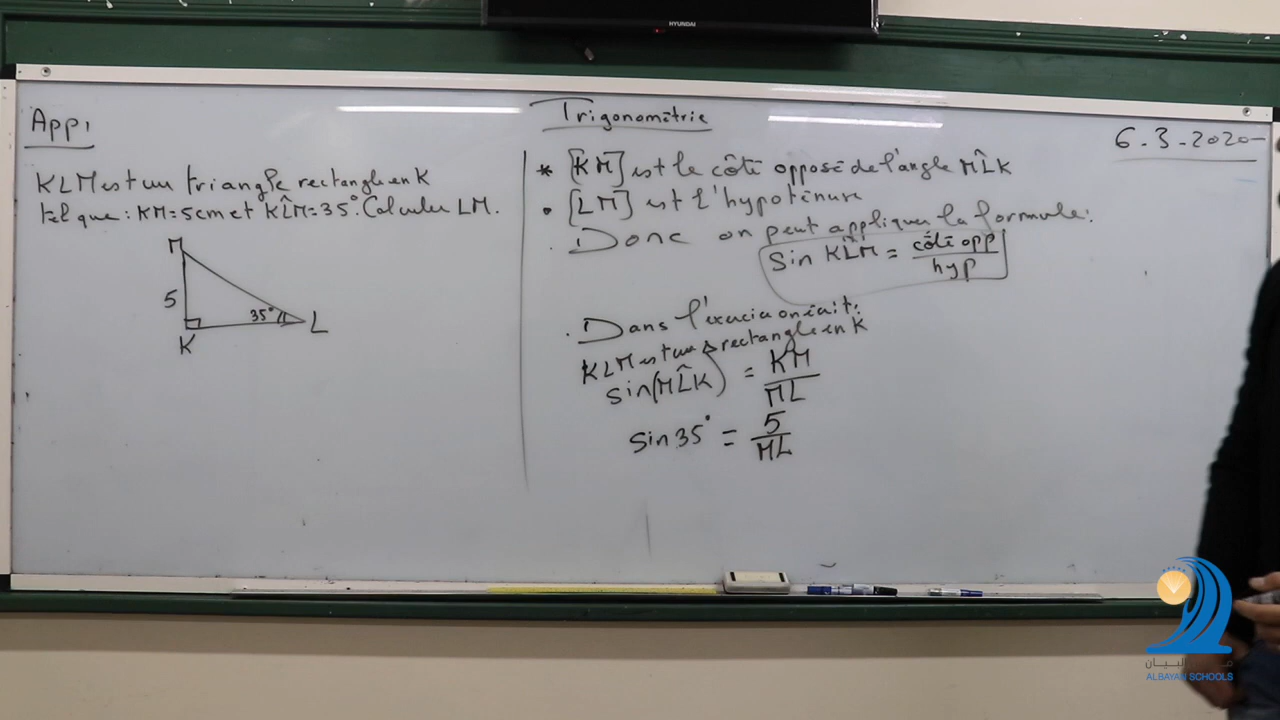 HYUNDAI
Trigonométrie
6.3.2020
App1
KLM est un triangle rectangle en K
tel que : KM = 5cm et KL̂M = 35°. Calculer LM.
M
5
35°
K
L
* [KM] est le côté opposé de l'angle ML̂K
• [LM] est l'hypoténuse
. Donc on peut appliquer la formule:
Sin KL̂M = côté opp / hyp
. Dans l'exercice on écrit:
KLM est un △ rectangle en K
Sin(ML̂K) = KM / ML
Sin 35° = 5 / ML
ALBAYAN SCHOOLS